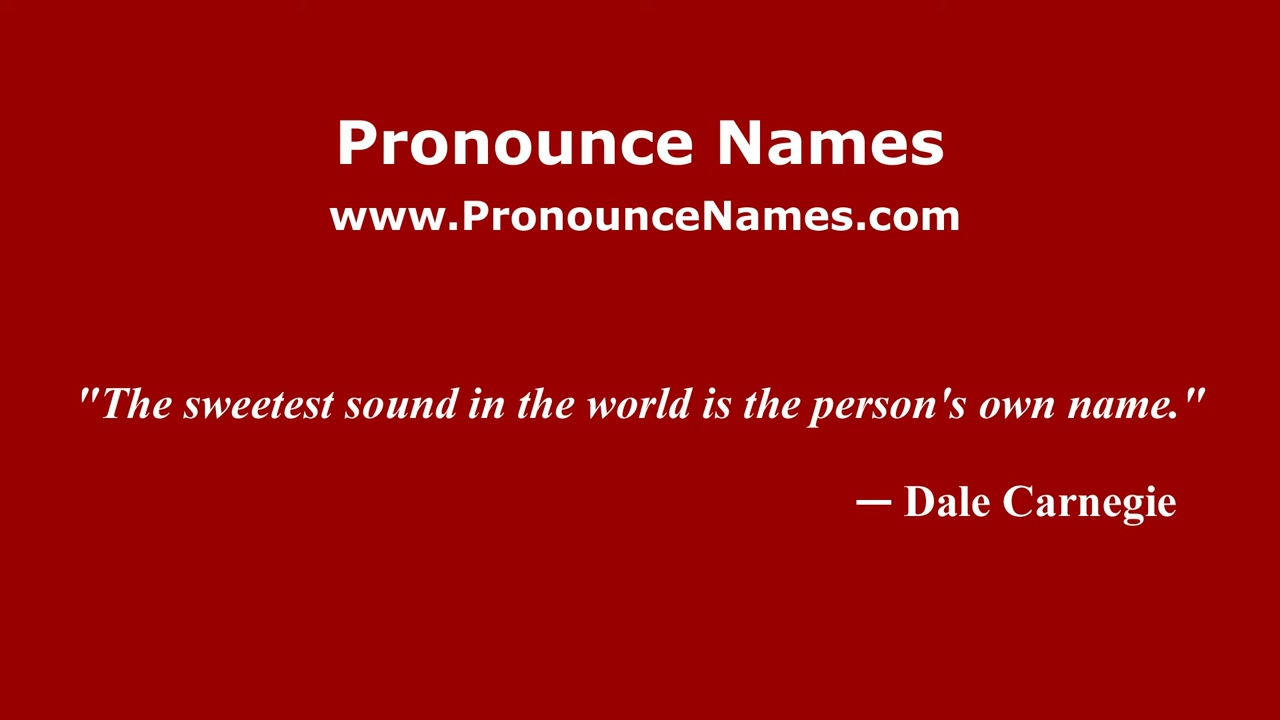 Pronounce Names
www.PronounceNames.com
"The sweetest sound in the world is the person's own name."
— Dale Carnegie